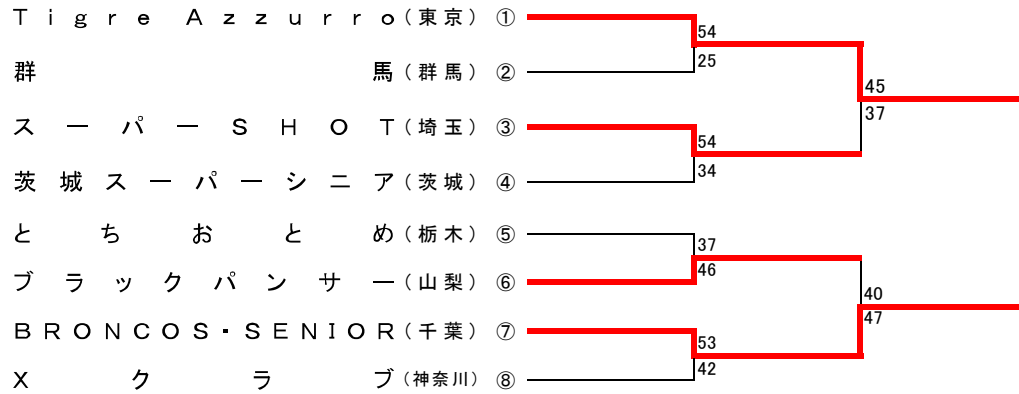 Tigre Azzurro(東京) ①
54
25
群馬(群馬) ②
45
37
スーパーSHOT(埼玉) ③
54
34
茨城スーパーシニア(茨城) ④
とちおとめ(栃木) ⑤
37
46
ブラックパンサー(山梨) ⑥
40
47
BRONCOS・SENIOR(千葉) ⑦
53
42
Xクラブ(神奈川) ⑧